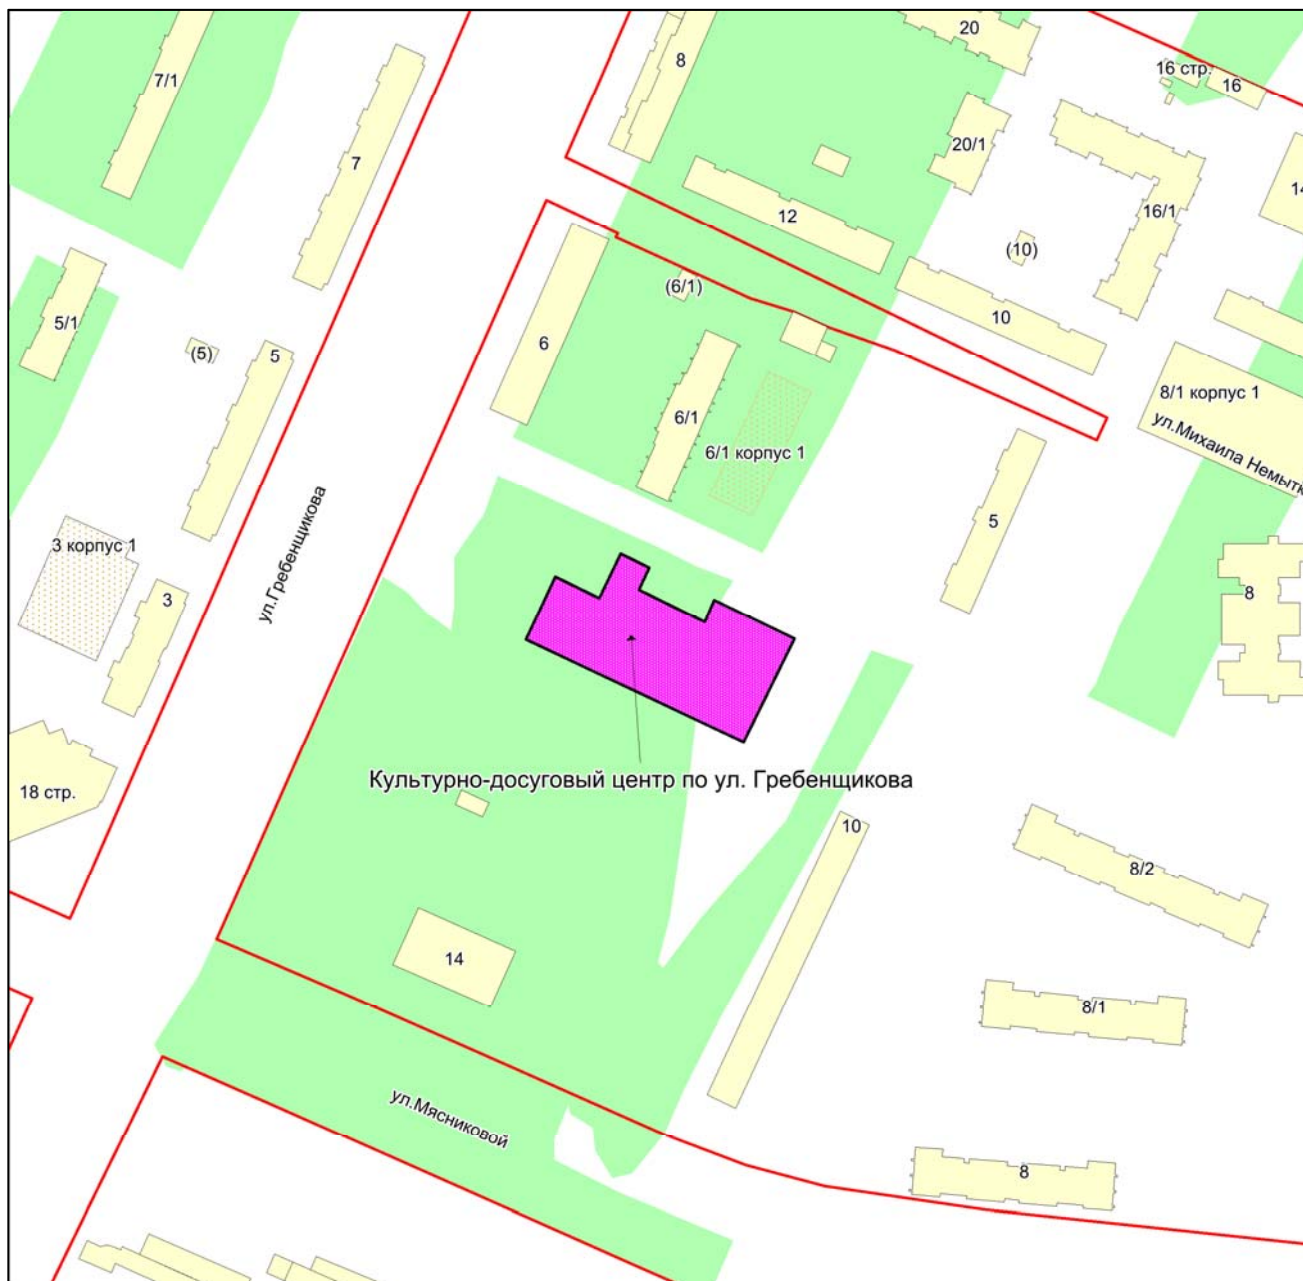 20
8
7/1
16 стр.
16
7
20/1
12
16/1
(10)
(6/1)
5/1
10
6
(5)
5
8/1 корпус 1
6/1
6/1 корпус 1
ул.Михаила Немытк
ул.Гребенщикова
5
3 корпус 1
3
8
Культурно-досуговый центр по ул. Гребенщикова
18 стр.
10
8/2
14
8/1
ул.Мясниковой
8